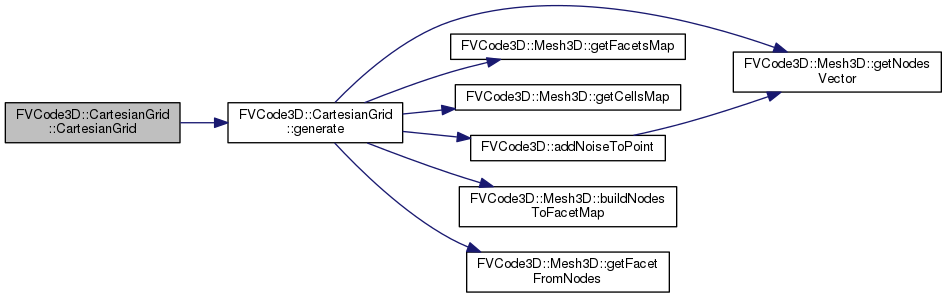 FVCode3D::CartesianGrid
::CartesianGrid
FVCode3D::CartesianGrid
::generate
FVCode3D::Mesh3D::getFacetsMap
FVCode3D::Mesh3D::getCellsMap
FVCode3D::addNoiseToPoint
FVCode3D::Mesh3D::buildNodes
ToFacetMap
FVCode3D::Mesh3D::getFacet
FromNodes
FVCode3D::Mesh3D::getNodes
Vector